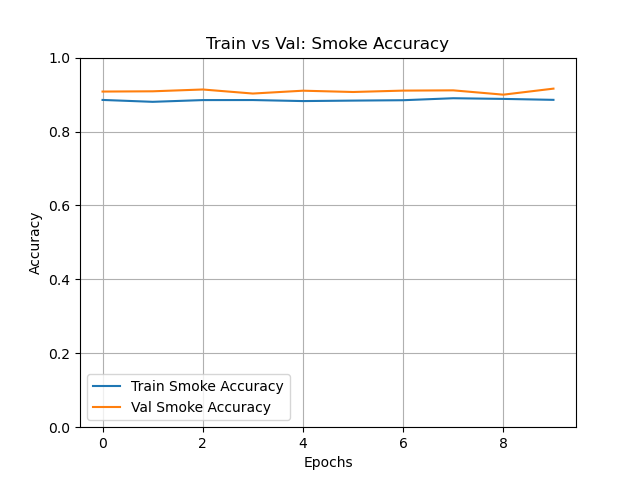 Train vs Val: Smoke Accuracy
1.0
0.8
0.6
0.4
0.2
0.0
Accuracy
Train Smoke Accuracy
Val Smoke Accuracy
0 2 4 6 8
Epochs